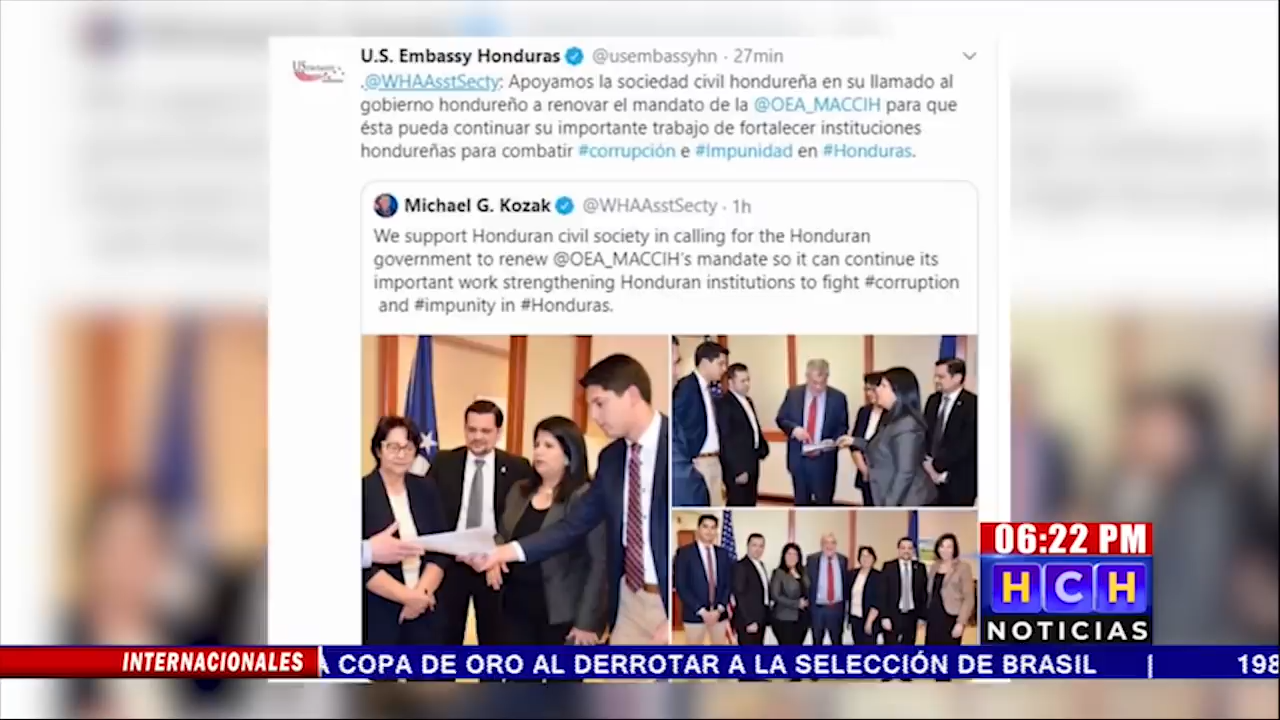 U.S. Embassy Honduras @usembassyhn · 27min
.@WHAAsstSecty: Apoyamos la sociedad civil hondureña en su llamado al
gobierno hondureño a renovar el mandato de la @OEA_MACCIH para que
ésta pueda continuar su importante trabajo de fortalecer instituciones
hondureñas para combatir #corrupción e #Impunidad en #Honduras.
Michael G. Kozak @WHAAsstSecty · 1h
We support Honduran civil society in calling for the Honduran
government to renew @OEA_MACCIH's mandate so it can continue its
important work strengthening Honduran institutions to fight #corruption
and #impunity in #Honduras.
06:22 PM
HCH
NOTICIAS
INTERNACIONALES
A COPA DE ORO AL DERROTAR A LA SELECCIÓN DE BRASIL | 198